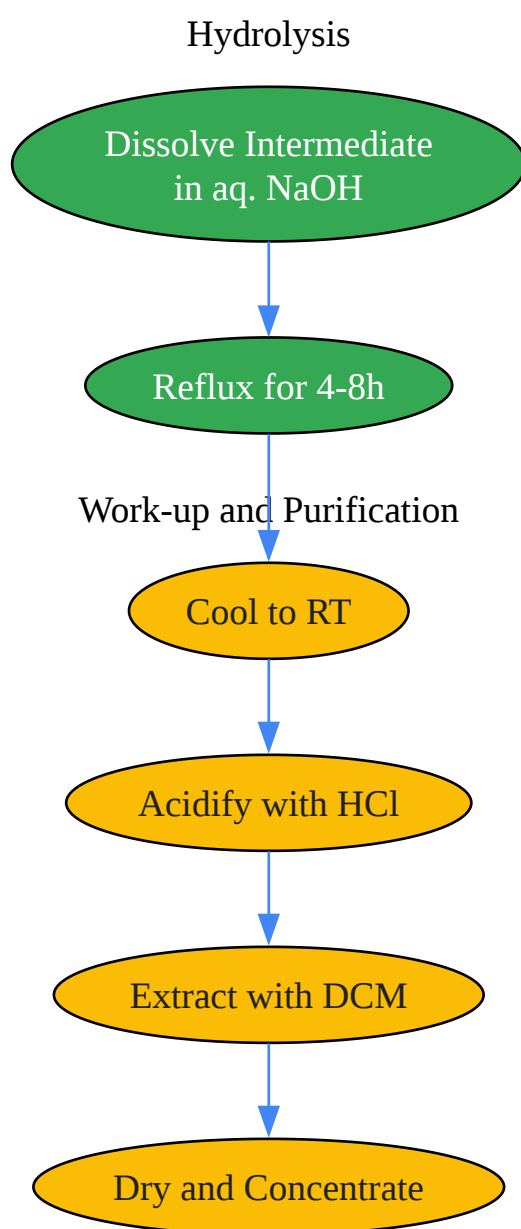 Hydrolysis
Dissolve Intermediate
in aq. NaOH
Reflux for 4-8h
Work-up and Purification
Cool to RT
Acidify with HCl
Extract with DCM
Dry and Concentrate